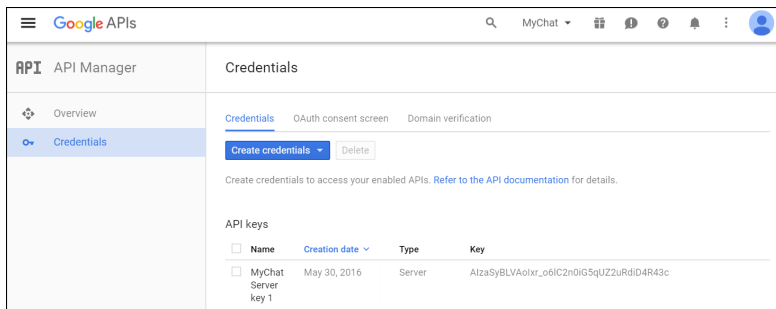 Google APIs MyChat
API API Manager Credentials
Overview
Credentials
Credentials OAuth consent screen Domain verification
Create credentials Delete
Create credentials to access your enabled APIs. Refer to the API documentation for details.
API keys
Name Creation date Type Key
MyChat May 30, 2016 Server AIzaSyBLVAoIxr_o6lC2n0iG5qUZ2uRdiD4R43c
Server
key 1